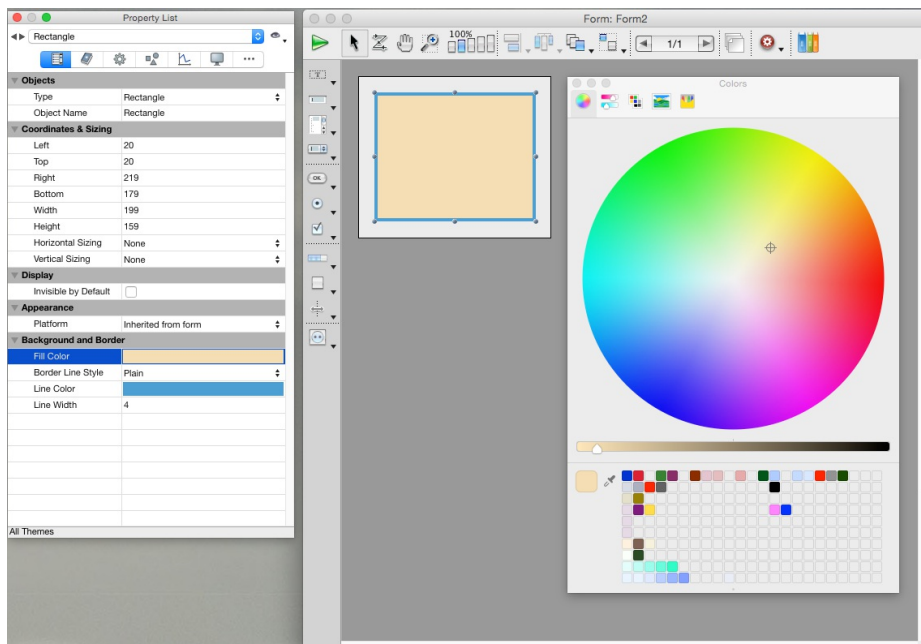 Property List
Rectangle
Objects
Type Rectangle
Object Name Rectangle
Coordinates & Sizing
Left 20
Top 20
Right 219
Bottom 179
Width 199
Height 159
Horizontal Sizing None
Vertical Sizing None
Display
Invisible by Default
Appearance
Platform Inherited from form
Background and Border
Fill Color
Border Line Style Plain
Line Color
Line Width 4
All Themes
Form: Form2
100%
1/1
OK
Colors